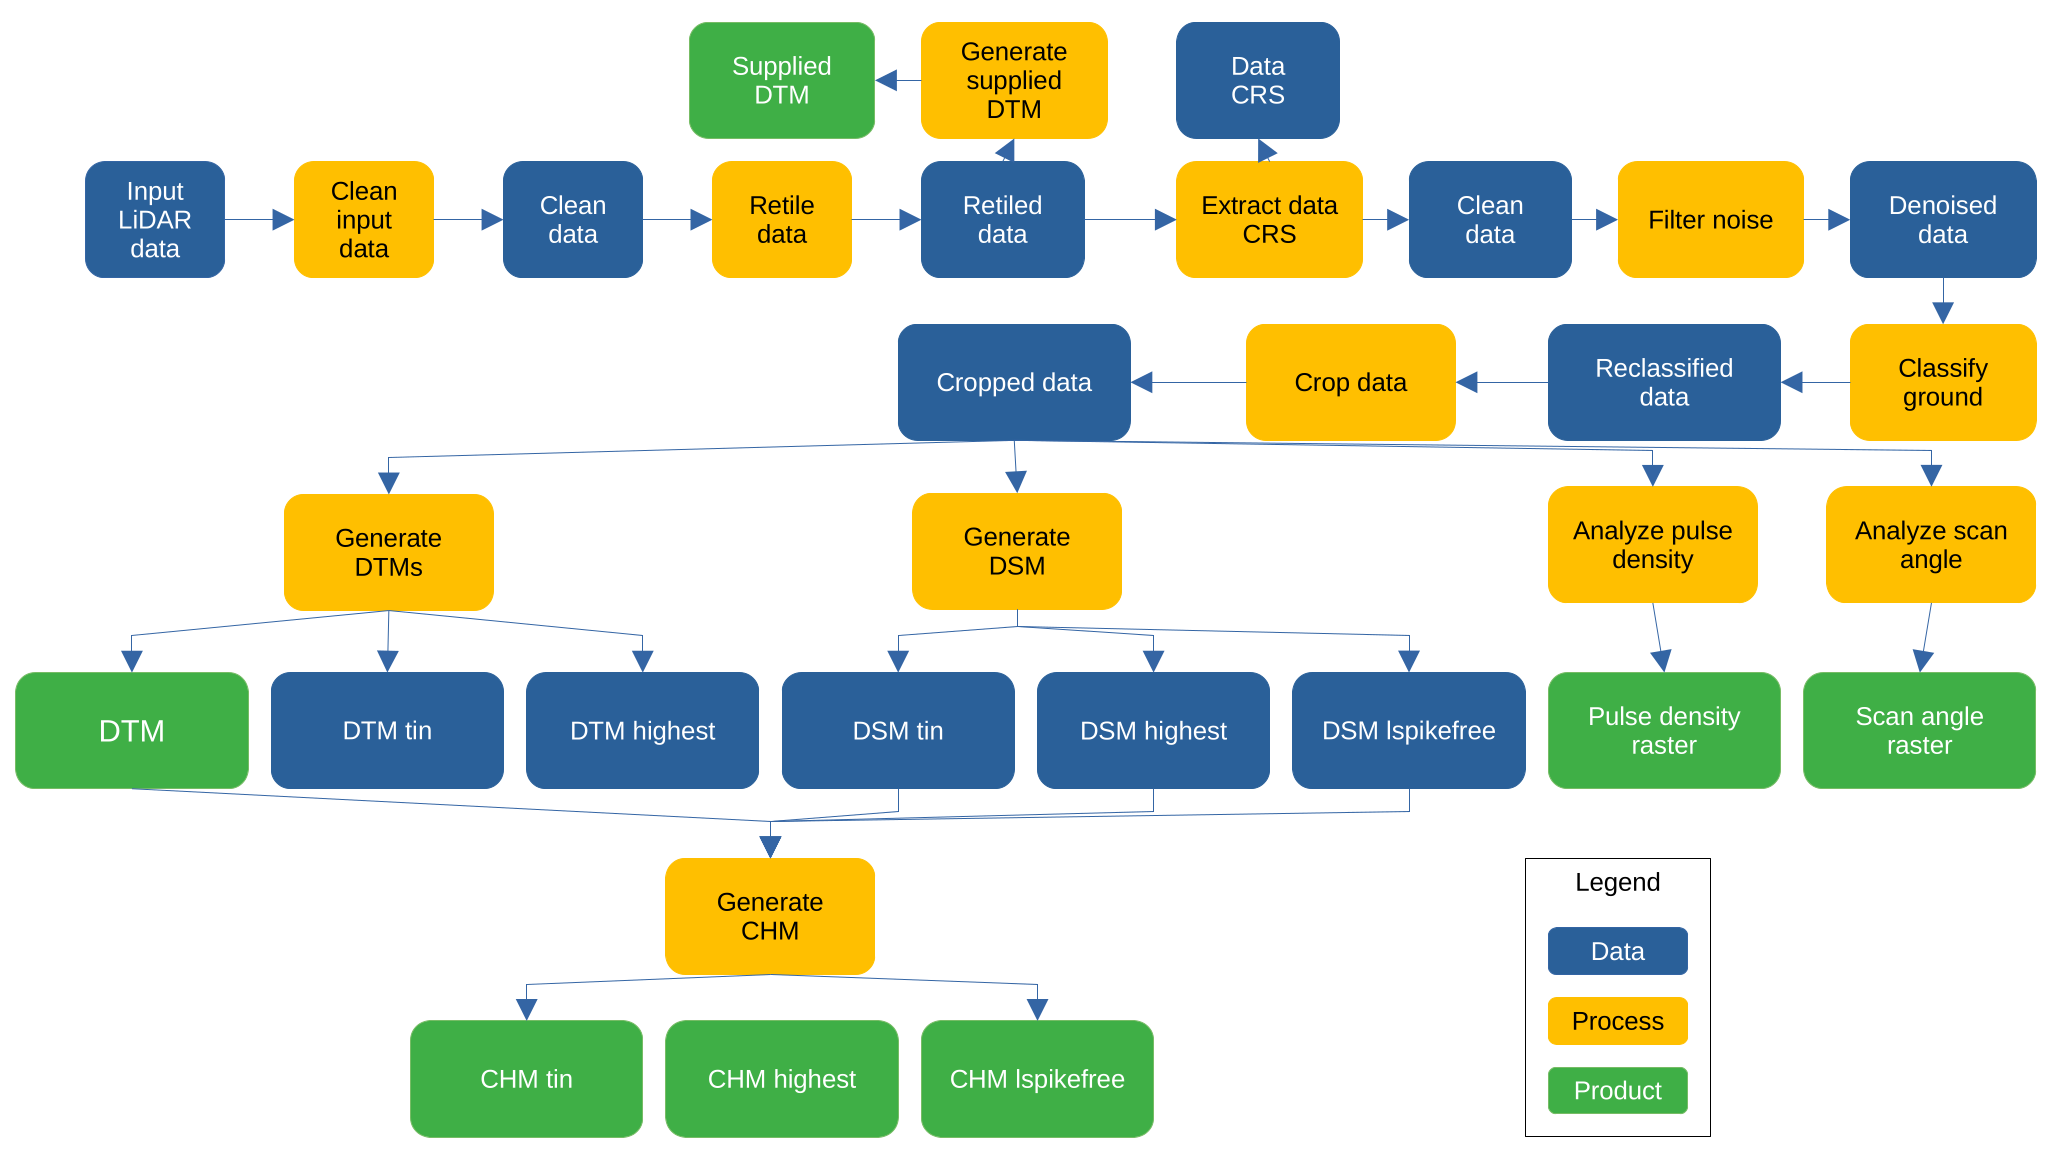 Supplied
DTM
Generate
supplied
DTM
Data
CRS
Input
LiDAR
data
Clean
input
data
Clean
data
Retile
data
Retiled
data
Extract data
CRS
Clean
data
Filter noise
Denoised
data
Cropped data
Crop data
Reclassified
data
Classify
ground
Generate
DTMs
Generate
DSM
Analyze pulse
density
Analyze scan
angle
DTM
DTM tin
DTM highest
DSM tin
DSM highest
DSM lspikefree
Pulse density
raster
Scan angle
raster
Generate
CHM
CHM tin
CHM highest
CHM lspikefree
Legend
Data
Process
Product